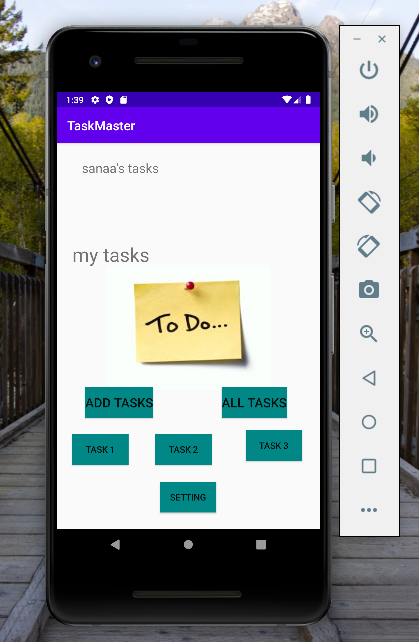 1:39
TaskMaster
sanaa's tasks
my tasks
To Do...
ADD TASKS
ALL TASKS
TASK 1
TASK 2
TASK 3
SETTING